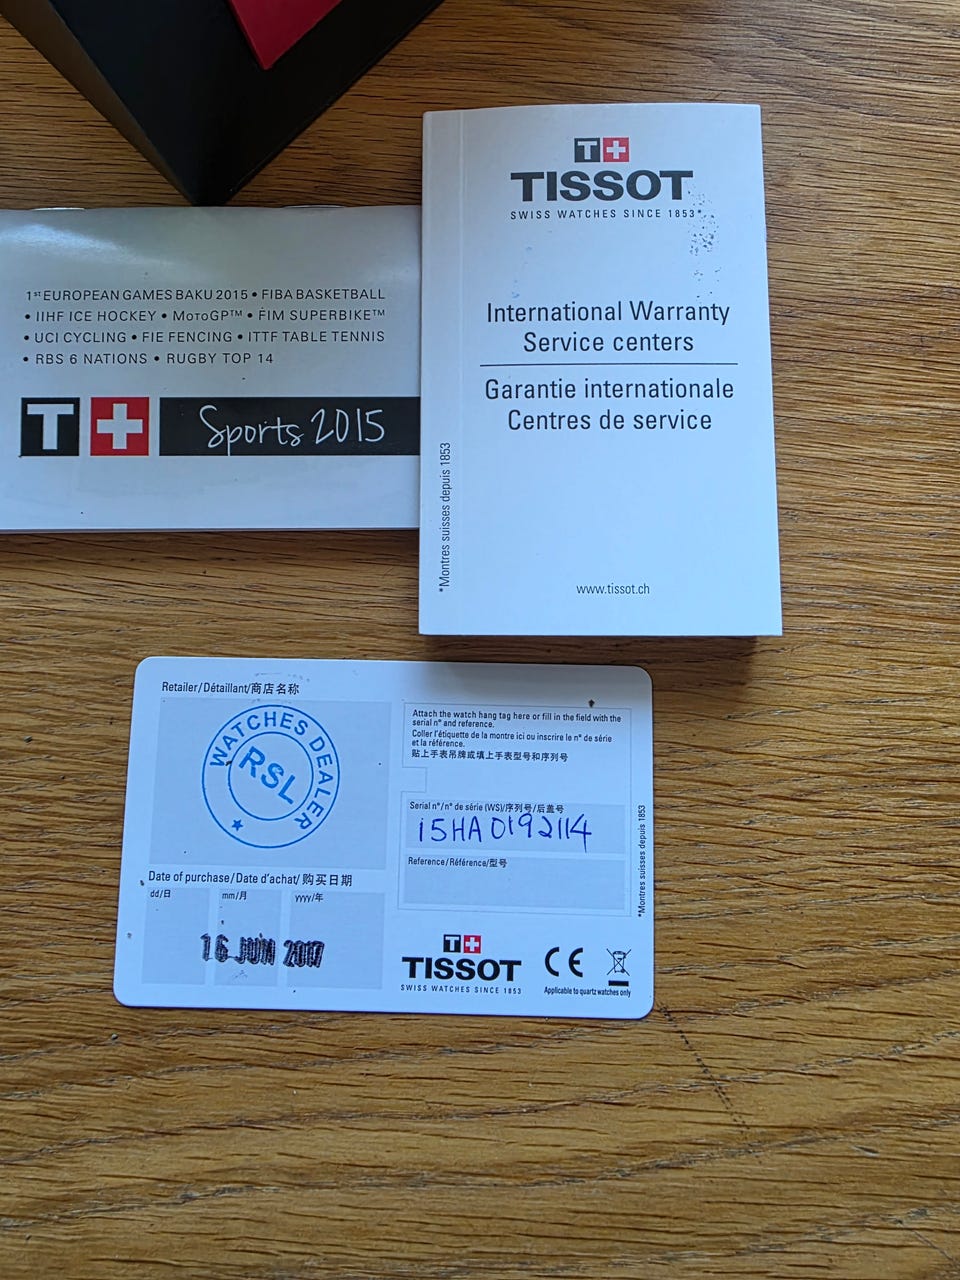 1st EUROPEAN GAMES BAKU 2015 • FIBA BASKETBALL
• IIHF ICE HOCKEY • MotoGP™ • FIM SUPERBIKE™
• UCI CYCLING • FIE FENCING • ITTF TABLE TENNIS
• RBS 6 NATIONS • RUGBY TOP 14
T+ Sports 2015
T+
TISSOT
SWISS WATCHES SINCE 1853*
International Warranty
Service centers
Garantie internationale
Centres de service
*Montres suisses depuis 1853
www.tissot.ch
Retailer/Détaillant/商店名称
WATCHES DEALER
RSL
Date of purchase/Date d'achat/购买日期
dd/日 mm/月 yyyy/年
16 JUN 2017
Attach the watch hang tag here or fill in the field with the
serial n° and reference.
Coller l'étiquette de la montre ici ou inscrire le n° de série
et la référence.
贴上手表吊牌或填上手表型号和序列号
Serial n°/n° de série (WS)/序列号/后盖号
15HA0192114
Reference/Référence/型号
*Montres suisses depuis 1853
T+
TISSOT
SWISS WATCHES SINCE 1853
CE
Applicable to quartz watches only